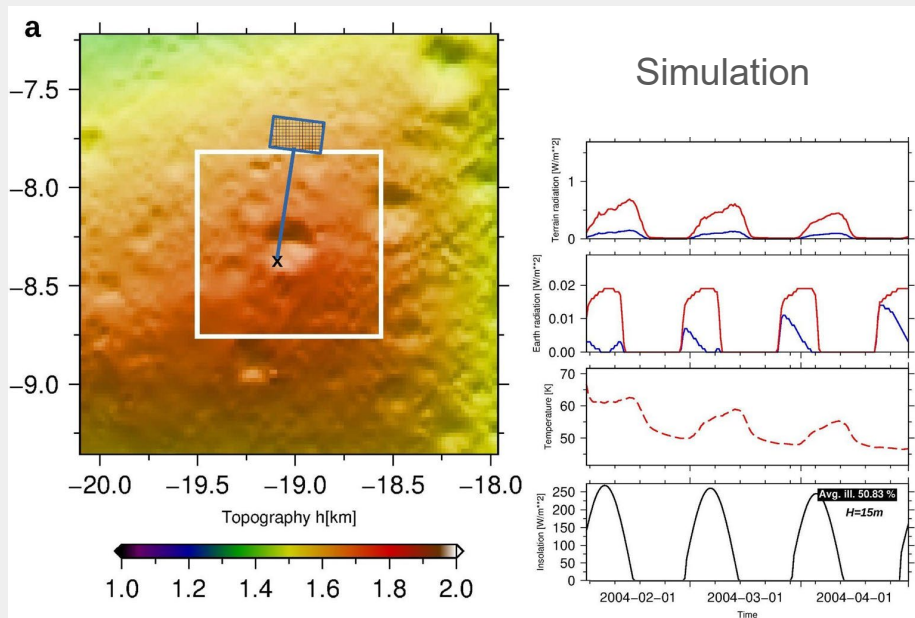 a
Simulation
−7.5
−8.0
−8.5
−9.0
x
−20.0 −19.5 −19.0 −18.5 −18.0
Topography h[km]
1.0 1.2 1.4 1.6 1.8 2.0
Terrain radiation [W/m**2]
1
0
Earth radiation [W/m**2]
0.02
0.01
0.00
Temperature [K]
70
60
50
Insolation [W/m**2]
250
200
150
100
50
0
Avg. ill. 50.83 %
H=15m
2004−02−01 2004−03−01 2004−04−01
Time